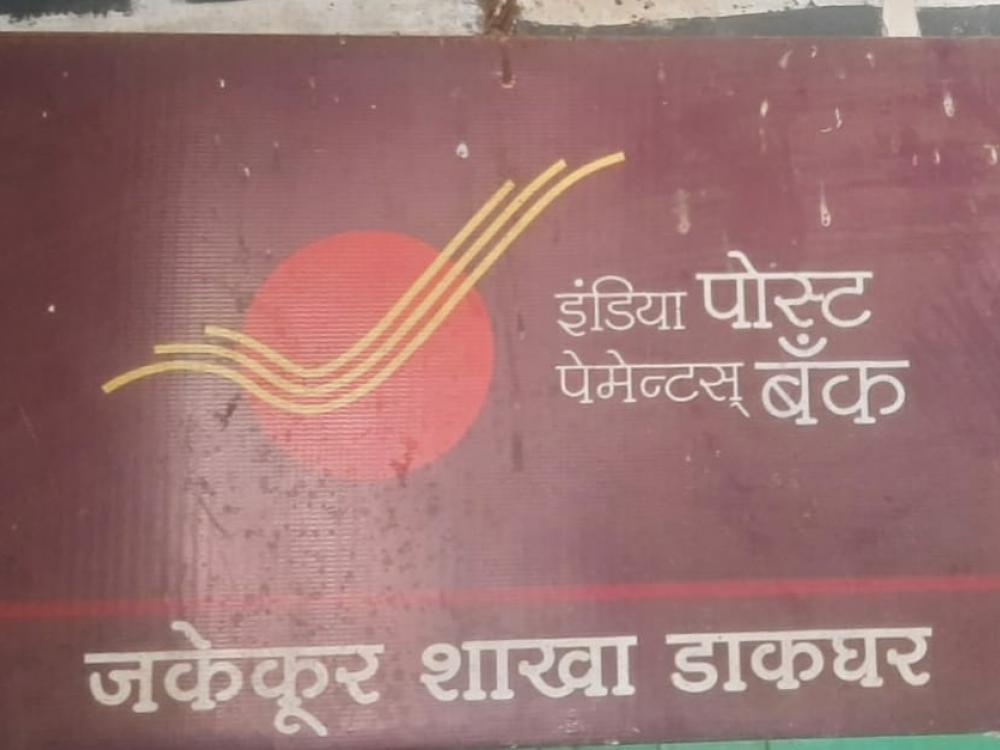 इंडिया पोस्ट
पेमेन्टस् बँक
जकेकूर शाखा डाकघर